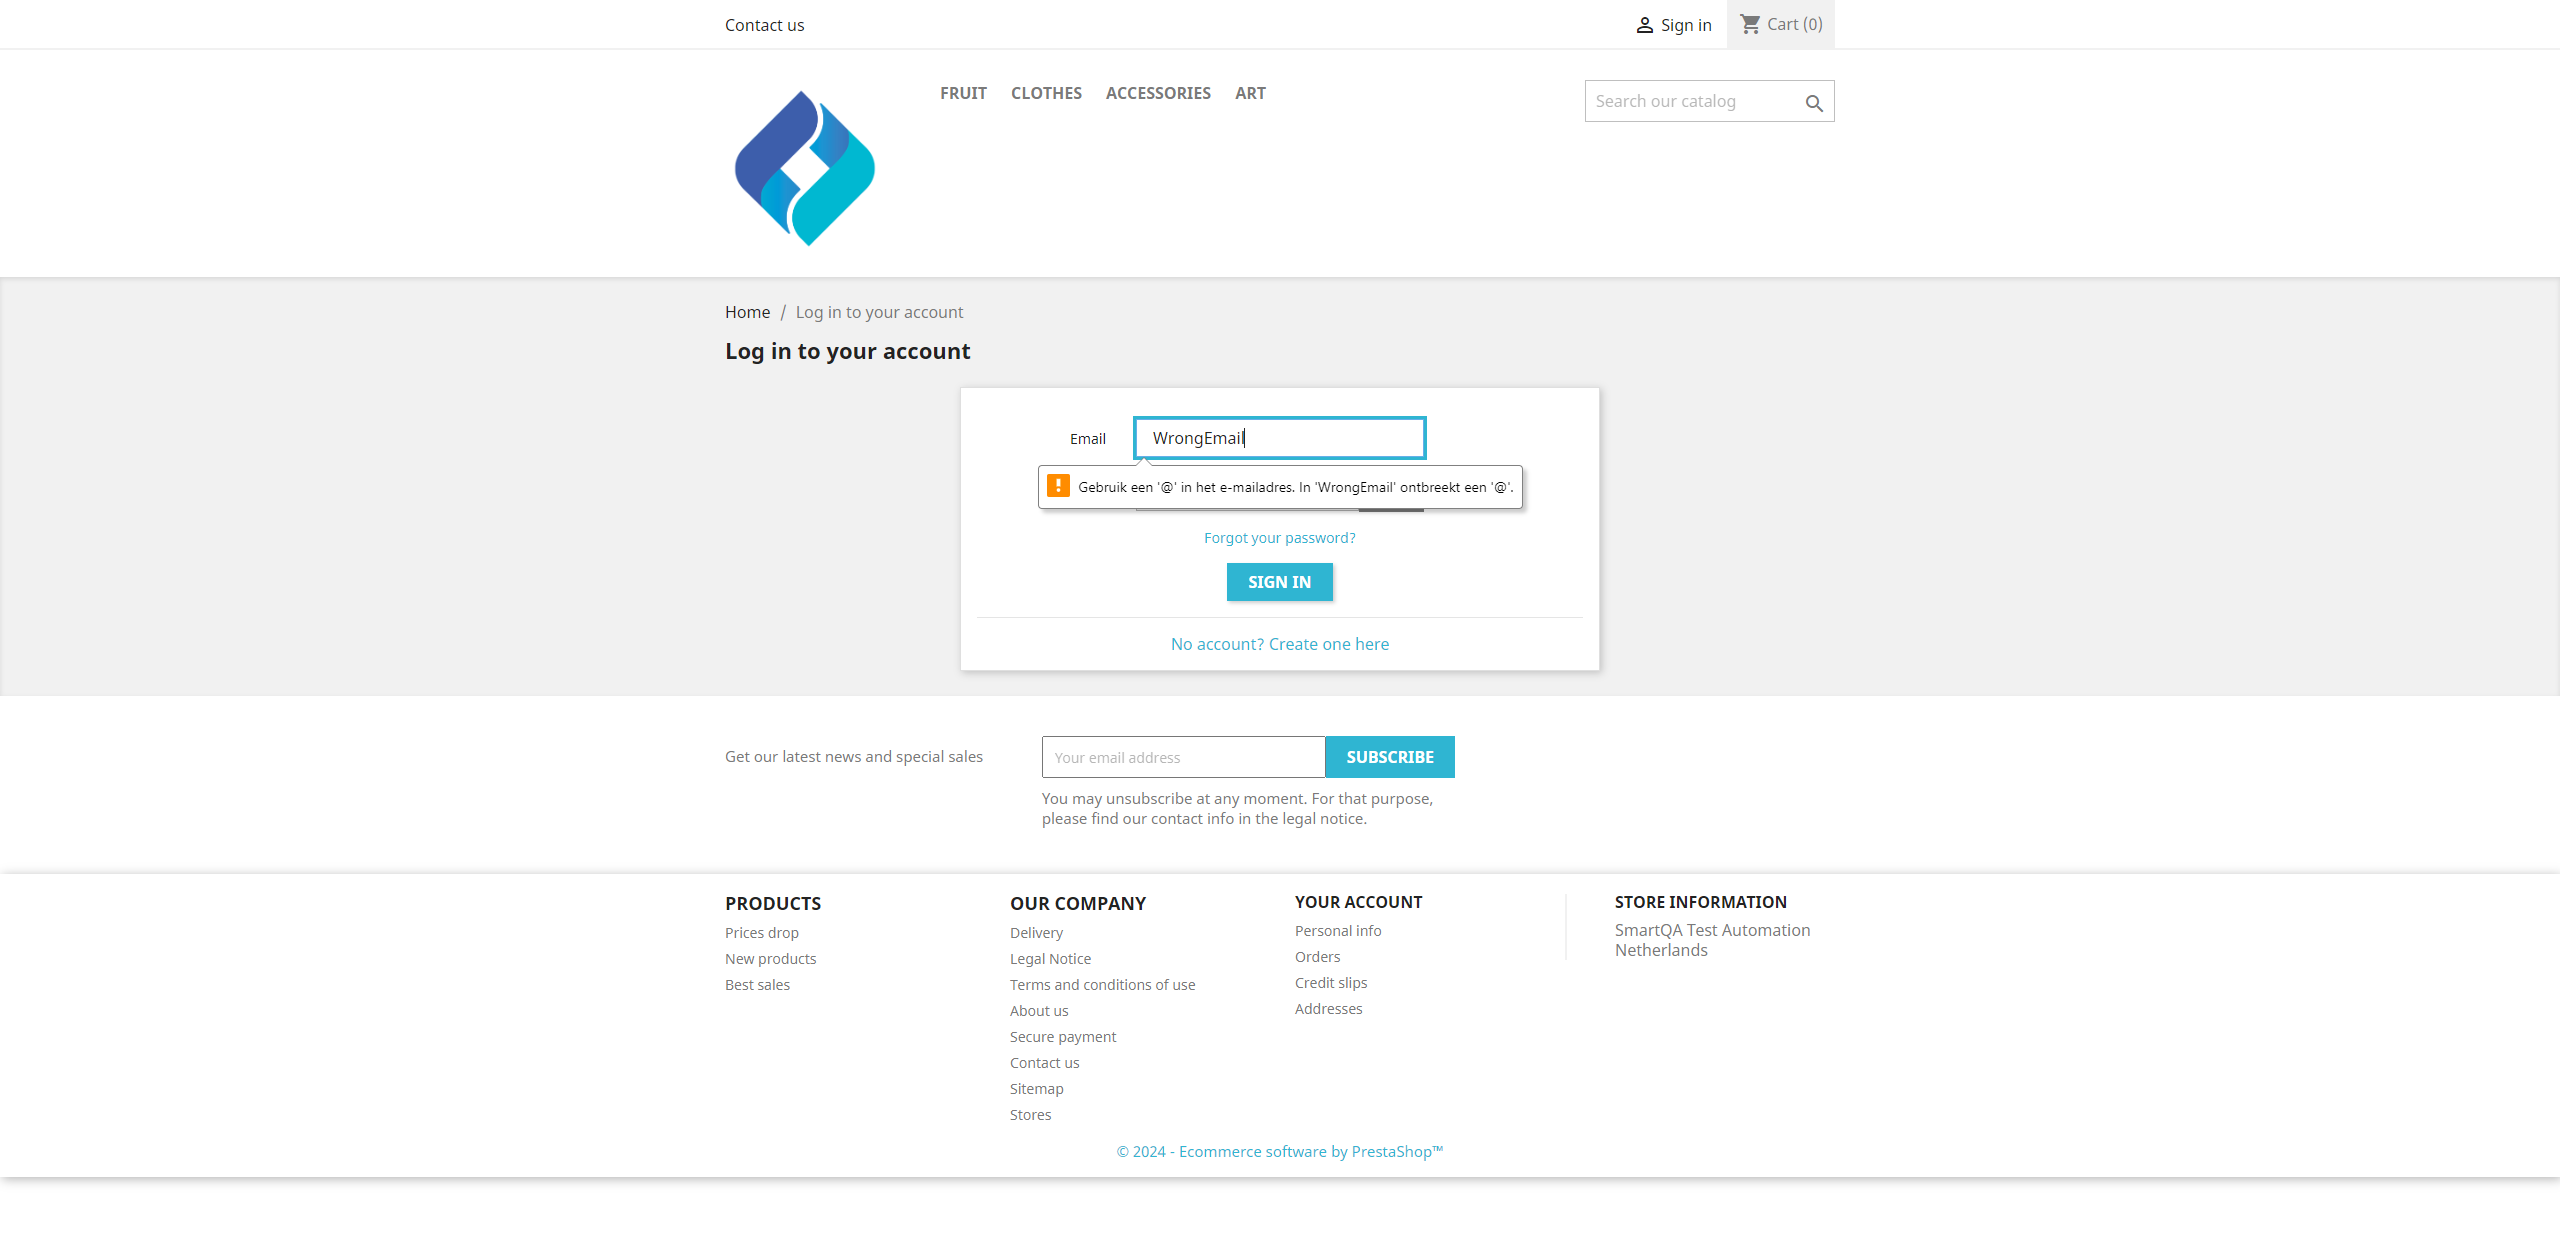 Contact us
Sign in
Cart (0)
FRUIT
CLOTHES
ACCESSORIES
ART
Search our catalog
Home / Log in to your account
Log in to your account
Email
WrongEmail
Gebruik een '@' in het e-mailadres. In 'WrongEmail' ontbreekt een '@'.
Forgot your password?
SIGN IN
No account? Create one here
Get our latest news and special sales
Your email address
SUBSCRIBE
You may unsubscribe at any moment. For that purpose,
please find our contact info in the legal notice.
PRODUCTS
Prices drop
New products
Best sales
OUR COMPANY
Delivery
Legal Notice
Terms and conditions of use
About us
Secure payment
Contact us
Sitemap
Stores
YOUR ACCOUNT
Personal info
Orders
Credit slips
Addresses
STORE INFORMATION
SmartQA Test Automation
Netherlands
© 2024 - Ecommerce software by PrestaShop™